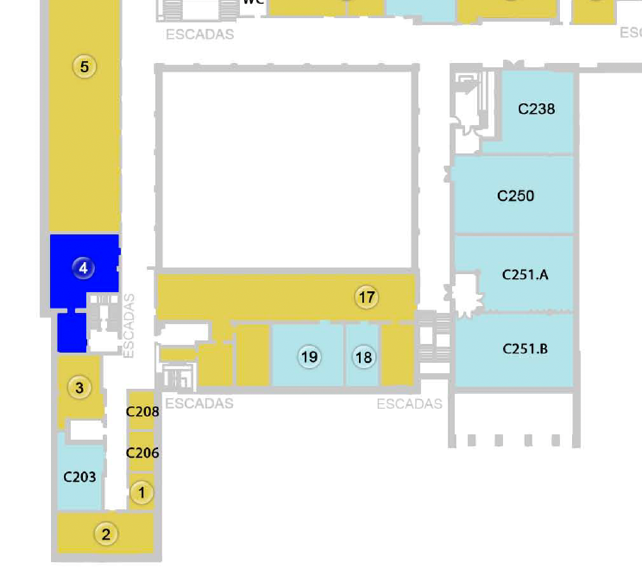 WC
ESCADAS
ESC
5
C238
C250
4
C251.A
17
ESCADAS
C251.B
19
18
3
ESCADAS
ESCADAS
C208
C206
C203
1
2